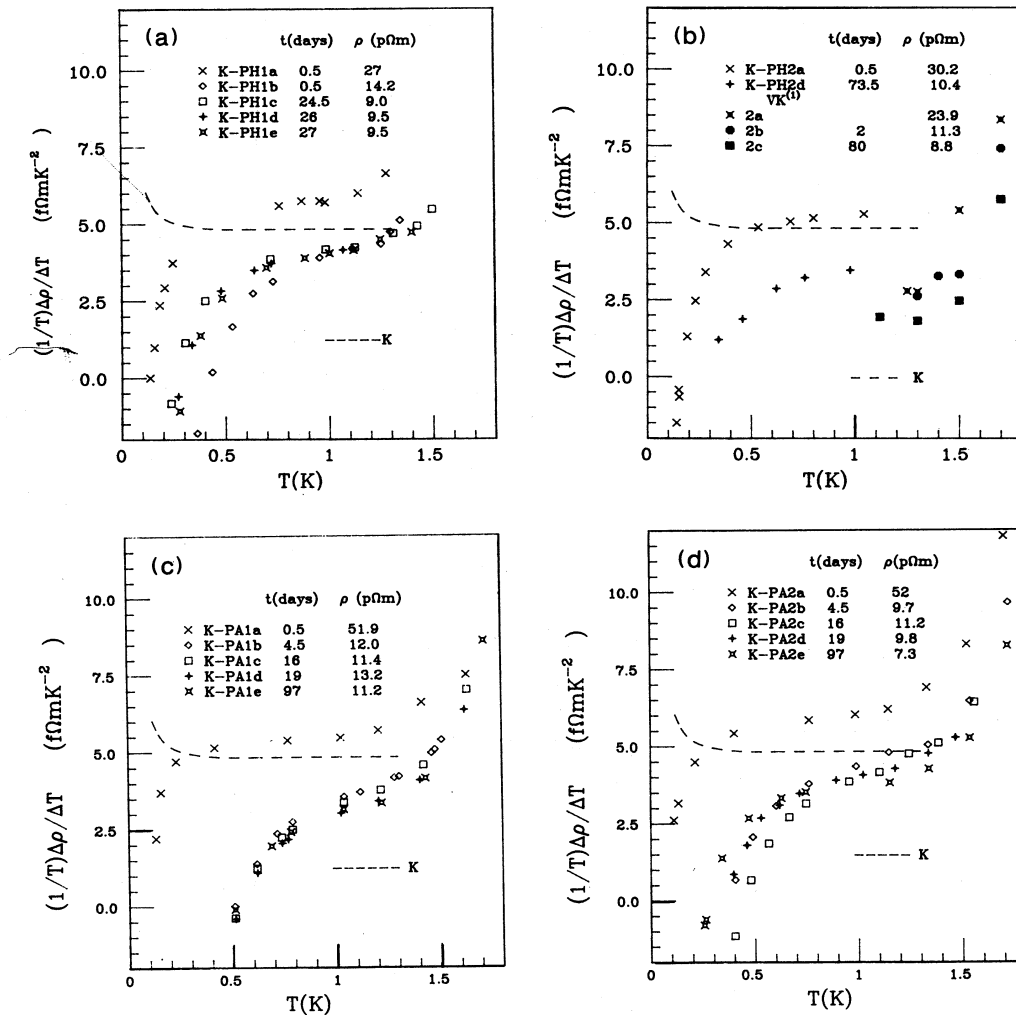 (a)
t(days) ρ (pΩm)
× K-PH1a 0.5 27
◇ K-PH1b 0.5 14.2
□ K-PH1c 24.5 9.0
+ K-PH1d 26 9.5
¤ K-PH1e 27 9.5
(1/T)Δρ/ΔT (fΩmK⁻²)
10.0
7.5
5.0
2.5
0.0
K
0 0.5 1 1.5
T(K)
(b)
t(days) ρ (pΩm)
× K-PH2a 0.5 30.2
+ K-PH2d 73.5 10.4
VK⁽¹⁾
¤ 2a 23.9
● 2b 2 11.3
■ 2c 80 8.8
(1/T)Δρ/ΔT (fΩmK⁻²)
10.0
7.5
5.0
2.5
0.0
K
0 0.5 1 1.5
T(K)
(c)
t(days) ρ (pΩm)
× K-PA1a 0.5 51.9
◇ K-PA1b 4.5 12.0
□ K-PA1c 16 11.4
+ K-PA1d 19 13.2
¤ K-PA1e 97 11.2
(1/T)Δρ/ΔT (fΩmK⁻²)
10.0
7.5
5.0
2.5
0.0
K
0 0.5 1 1.5
T(K)
(d)
t(days) ρ(pΩm)
× K-PA2a 0.5 52
◇ K-PA2b 4.5 9.7
□ K-PA2c 16 11.2
+ K-PA2d 19 9.8
¤ K-PA2e 97 7.3
(1/T)Δρ/ΔT (fΩmK⁻²)
10.0
7.5
5.0
2.5
0.0
K
0 0.5 1 1.5
T(K)